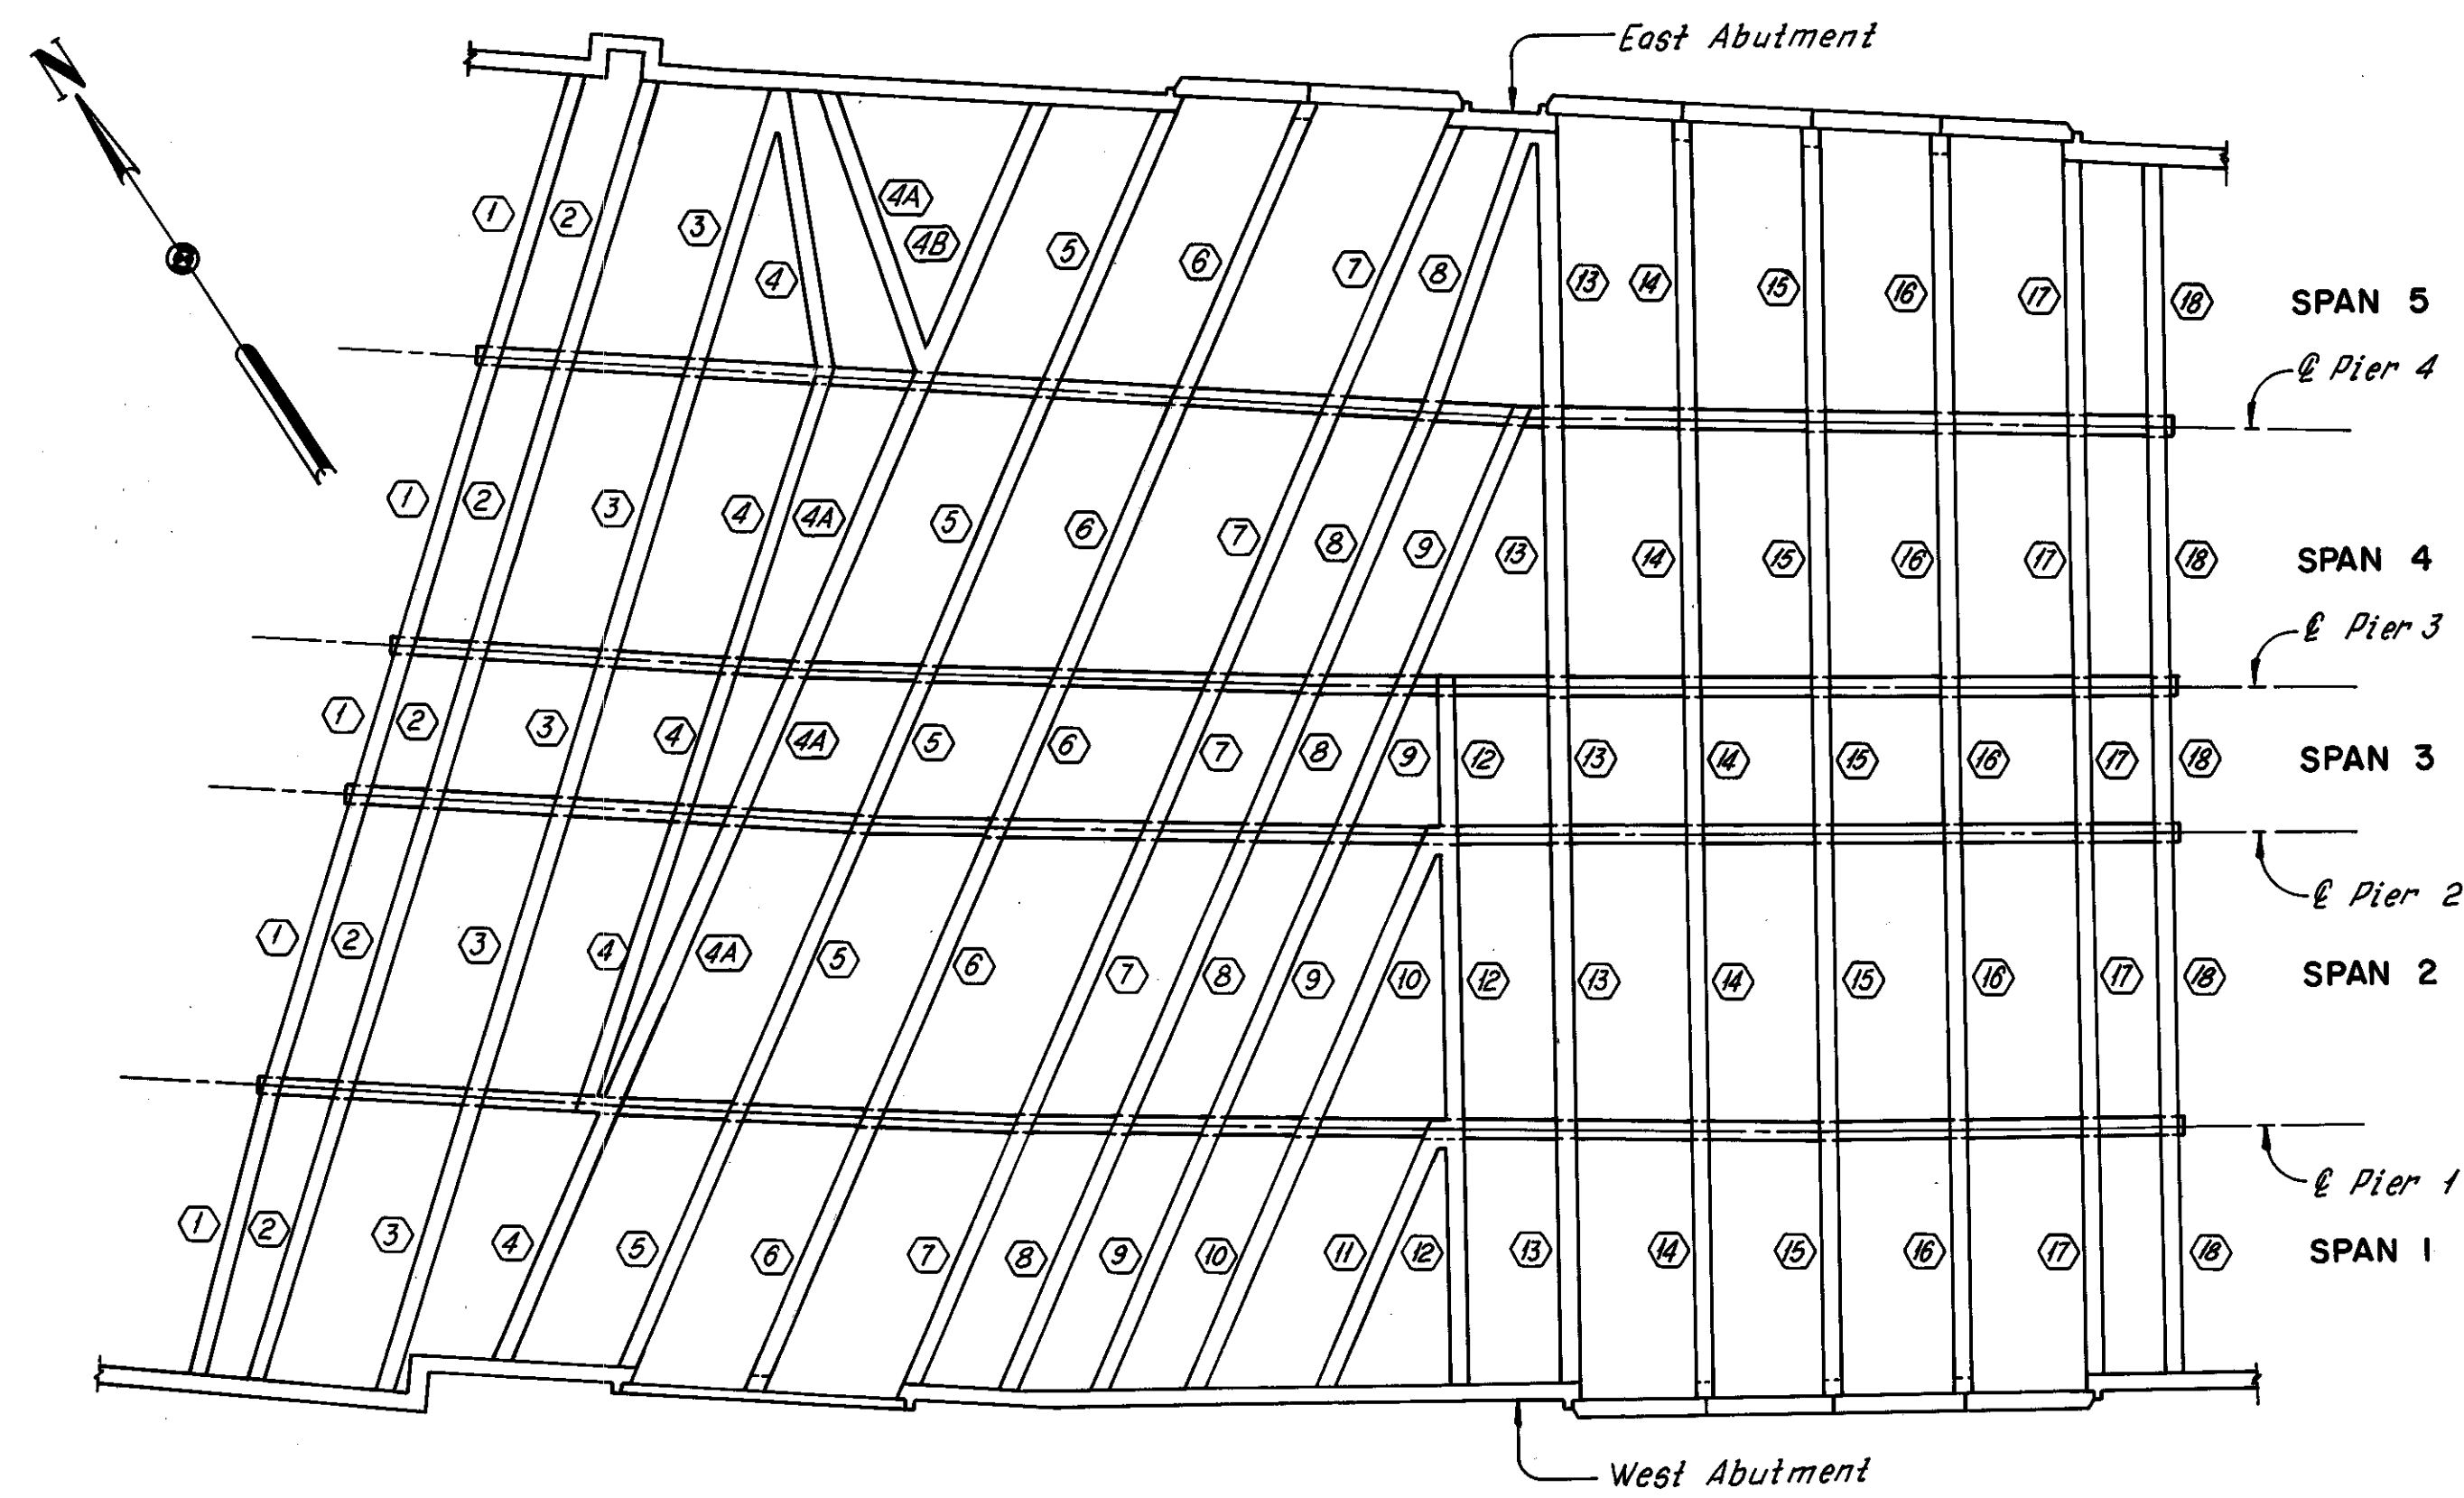 East Abutment
N
4A
1 2 3 4B
4 5 6 7 8 13 14 15 16 17 18 SPAN 5
℄ Pier 4
1 2 3 4 4A 5 6 7 8 9 13 14 15 16 17 18 SPAN 4
℄ Pier 3
1 2 3 4 4A 5 6 7 8 9 12 13 14 15 16 17 18 SPAN 3
℄ Pier 2
1 2 3 4 4A 5 6 7 8 9 10 12 13 14 15 16 17 18 SPAN 2
℄ Pier 1
1 2 3 4 5 6 7 8 9 10 11 12 13 14 15 16 17 18 SPAN 1
West Abutment